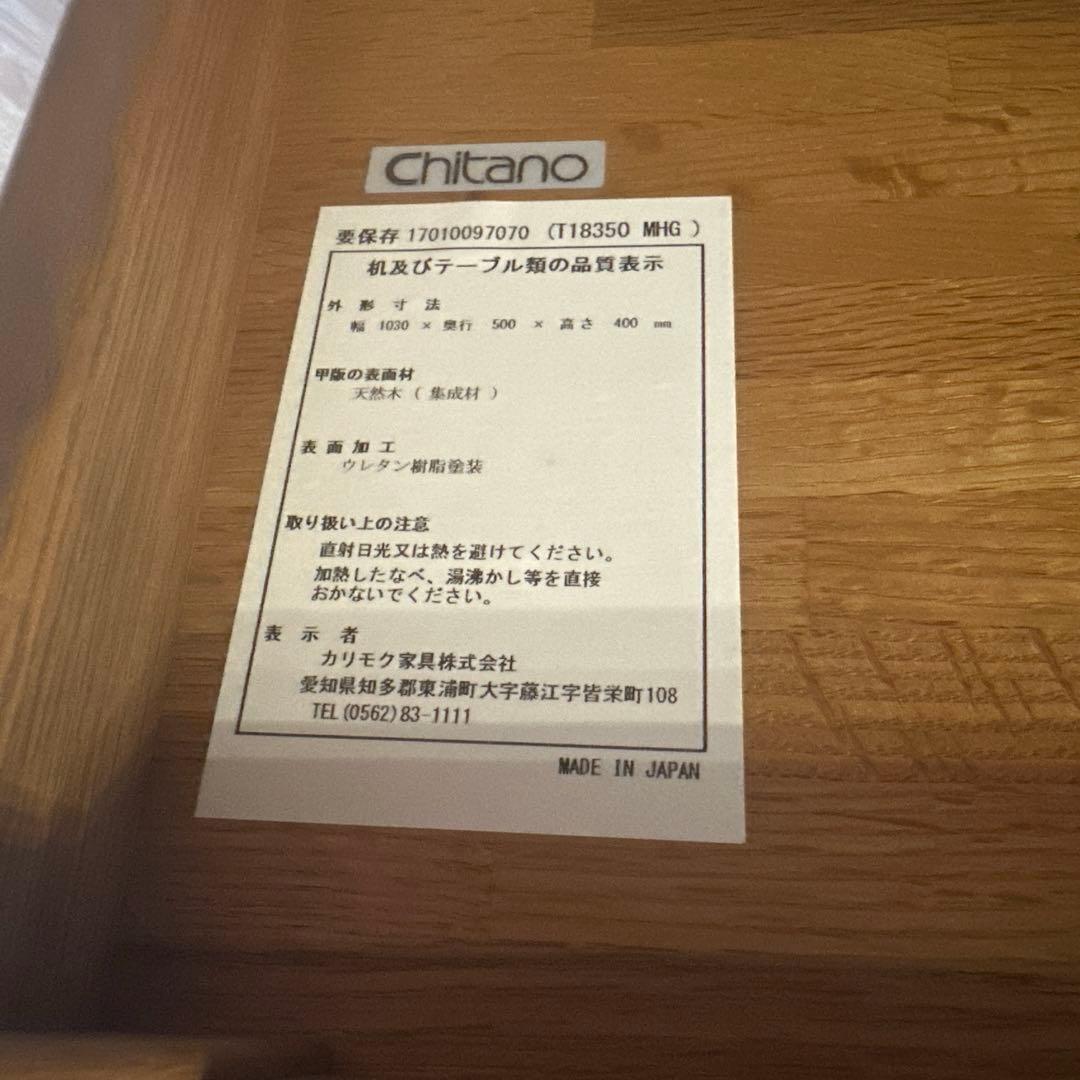 Chitano
要保存 17010097070 (T18350 MHG )
机及びテーブル類の品質表示
外 形 寸 法
幅 1030 × 奥行 500 × 高さ 400 mm
甲版の表面材
天然木 ( 集成材 )
表 面 加 工
ウレタン樹脂塗装
取り扱い上の注意
直射日光又は熱を避けてください。
加熱したなべ、湯沸かし等を直接
おかないでください。
表 示 者
カリモク家具株式会社
愛知県知多郡東浦町大字藤江字皆栄町108
TEL(0562)83-1111
MADE IN JAPAN